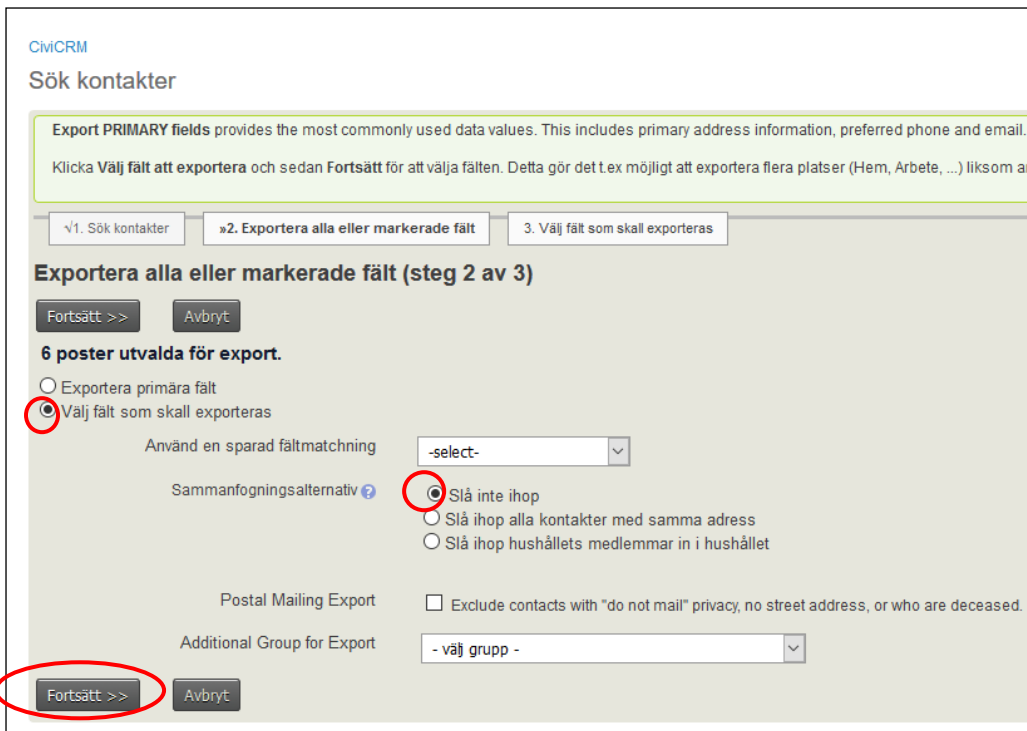 CiviCRM
Sök kontakter
Export PRIMARY fields provides the most commonly used data values. This includes primary address information, preferred phone and email.
Klicka Välj fält att exportera och sedan Fortsätt för att välja fälten. Detta gör det t.ex möjligt att exportera flera platser (Hem, Arbete, ...) liksom
√1. Sök kontakter
»2. Exportera alla eller markerade fält
3. Välj fält som skall exporteras
Exportera alla eller markerade fält (steg 2 av 3)
Fortsätt >> Avbryt
6 poster utvalda för export.
Exportera primära fält
Välj fält som skall exporteras
Använd en sparad fältmatchning -select-
Sammanfogningsalternativ ? Slå inte ihop
Slå ihop alla kontakter med samma adress
Slå ihop hushållets medlemmar in i hushållet
Postal Mailing Export Exclude contacts with "do not mail" privacy, no street address, or who are deceased.
Additional Group for Export - välj grupp -
Fortsätt >> Avbryt